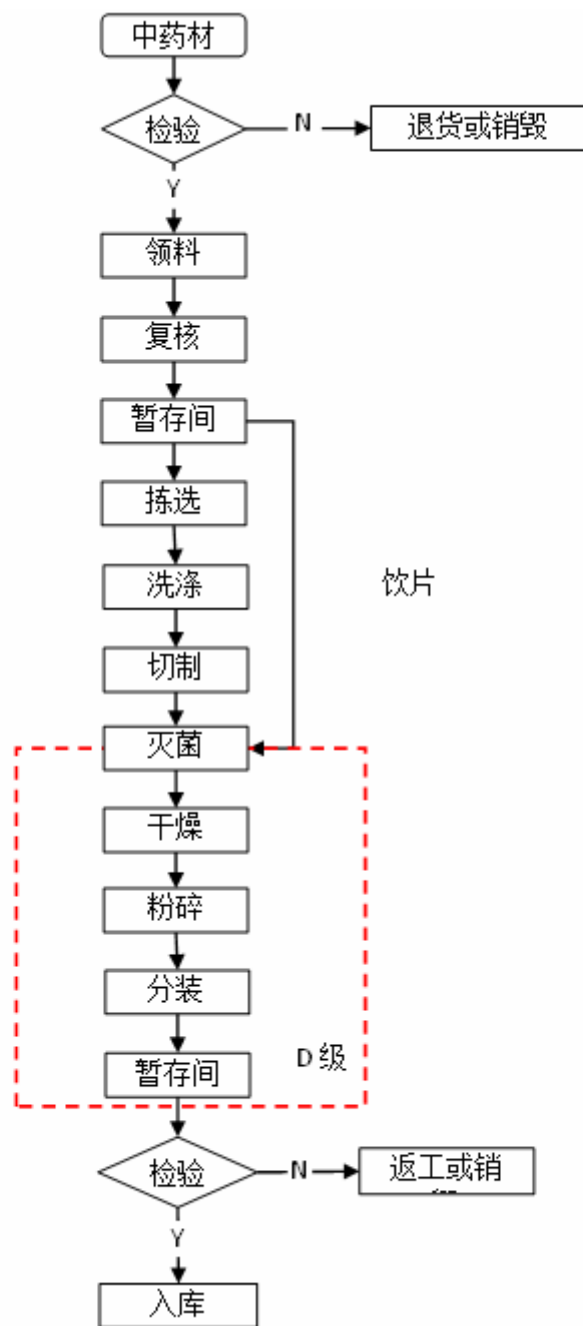 中药材
检验
N
退货或销毁
Y
领料
复核
暂存间
拣选
洗涤
饮片
切制
灭菌
干燥
粉碎
分装
D级
暂存间
检验
N
返工或销
Y
入库